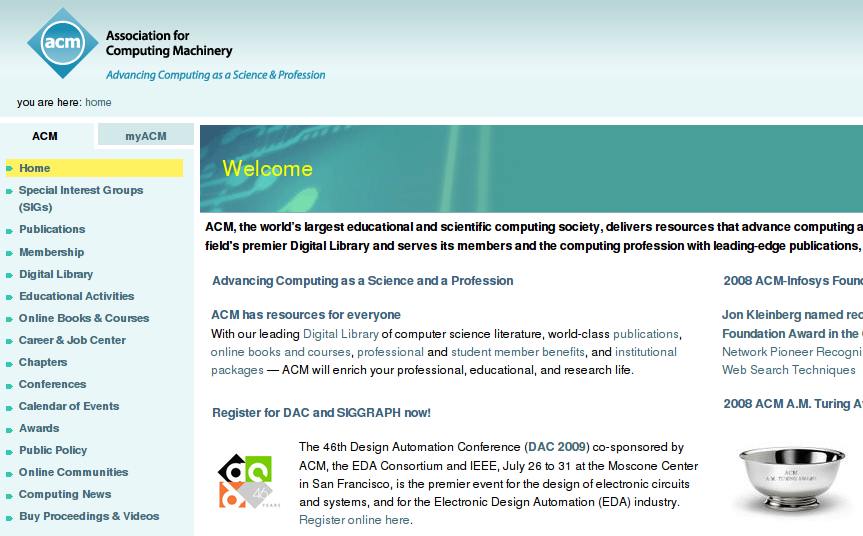 acm
Association for
Computing Machinery
Advancing Computing as a Science & Profession
you are here: home
ACM
myACM
Home
Special Interest Groups
(SIGs)
Publications
Membership
Digital Library
Educational Activities
Online Books & Courses
Career & Job Center
Chapters
Conferences
Calendar of Events
Awards
Public Policy
Online Communities
Computing News
Buy Proceedings & Videos
Welcome
ACM, the world's largest educational and scientific computing society, delivers resources that advance computing a
field's premier Digital Library and serves its members and the computing profession with leading-edge publications,
Advancing Computing as a Science and a Profession
ACM has resources for everyone
With our leading Digital Library of computer science literature, world-class publications,
online books and courses, professional and student member benefits, and institutional
packages — ACM will enrich your professional, educational, and research life.
Register for DAC and SIGGRAPH now!
46
YEARS
The 46th Design Automation Conference (DAC 2009) co-sponsored by
ACM, the EDA Consortium and IEEE, July 26 to 31 at the Moscone Center
in San Francisco, is the premier event for the design of electronic circuits
and systems, and for the Electronic Design Automation (EDA) industry.
Register online here.
2008 ACM-Infosys Foun
Jon Kleinberg named rec
Foundation Award in the
Network Pioneer Recogni
Web Search Techniques
2008 ACM A.M. Turing A
ACM
A.M. TURING AWARD